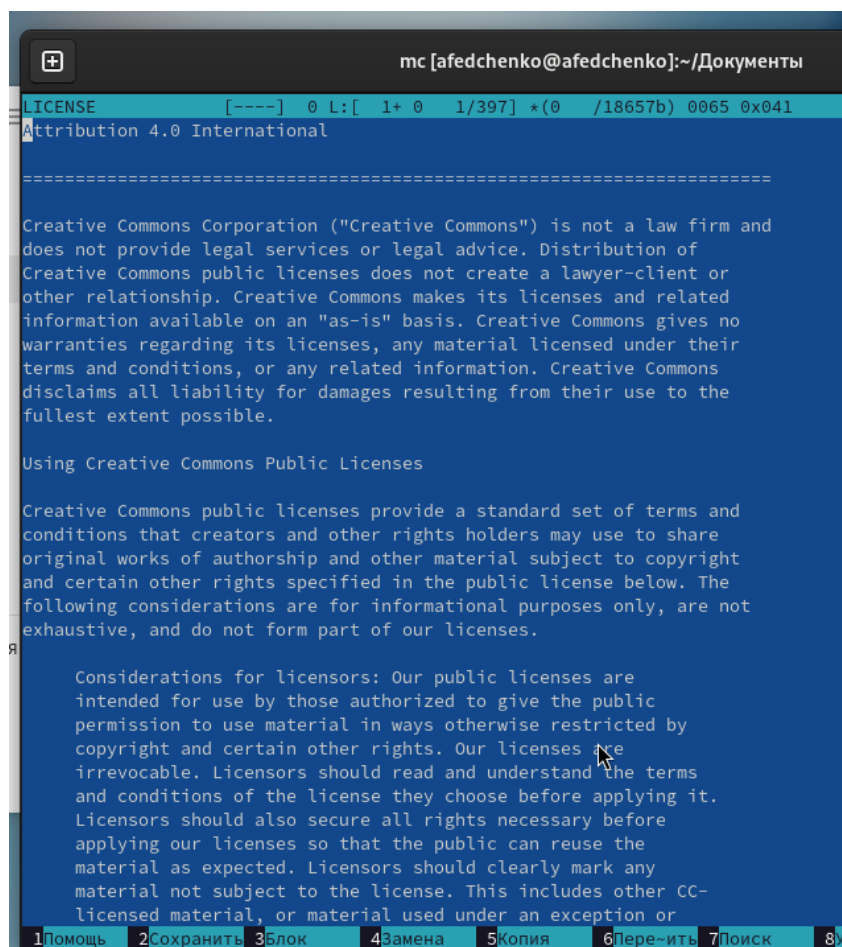 mc [afedchenko@afedchenko]:~/Документы
LICENSE [----] 0 L:[ 1+ 0 1/397] *(0 /18657b) 0065 0x041
Attribution 4.0 International
=======================================================================
Creative Commons Corporation ("Creative Commons") is not a law firm and
does not provide legal services or legal advice. Distribution of
Creative Commons public licenses does not create a lawyer-client or
other relationship. Creative Commons makes its licenses and related
information available on an "as-is" basis. Creative Commons gives no
warranties regarding its licenses, any material licensed under their
terms and conditions, or any related information. Creative Commons
disclaims all liability for damages resulting from their use to the
fullest extent possible.
Using Creative Commons Public Licenses
Creative Commons public licenses provide a standard set of terms and
conditions that creators and other rights holders may use to share
original works of authorship and other material subject to copyright
and certain other rights specified in the public license below. The
following considerations are for informational purposes only, are not
exhaustive, and do not form part of our licenses.
я
Considerations for licensors: Our public licenses are
intended for use by those authorized to give the public
permission to use material in ways otherwise restricted by
copyright and certain other rights. Our licenses are
irrevocable. Licensors should read and understand the terms
and conditions of the license they choose before applying it.
Licensors should also secure all rights necessary before
applying our licenses so that the public can reuse the
material as expected. Licensors should clearly mark any
material not subject to the license. This includes other CC-
licensed material, or material used under an exception or
1Помощь 2Сохранить 3Блок 4Замена 5Копия 6Пере~ить 7Поиск 8